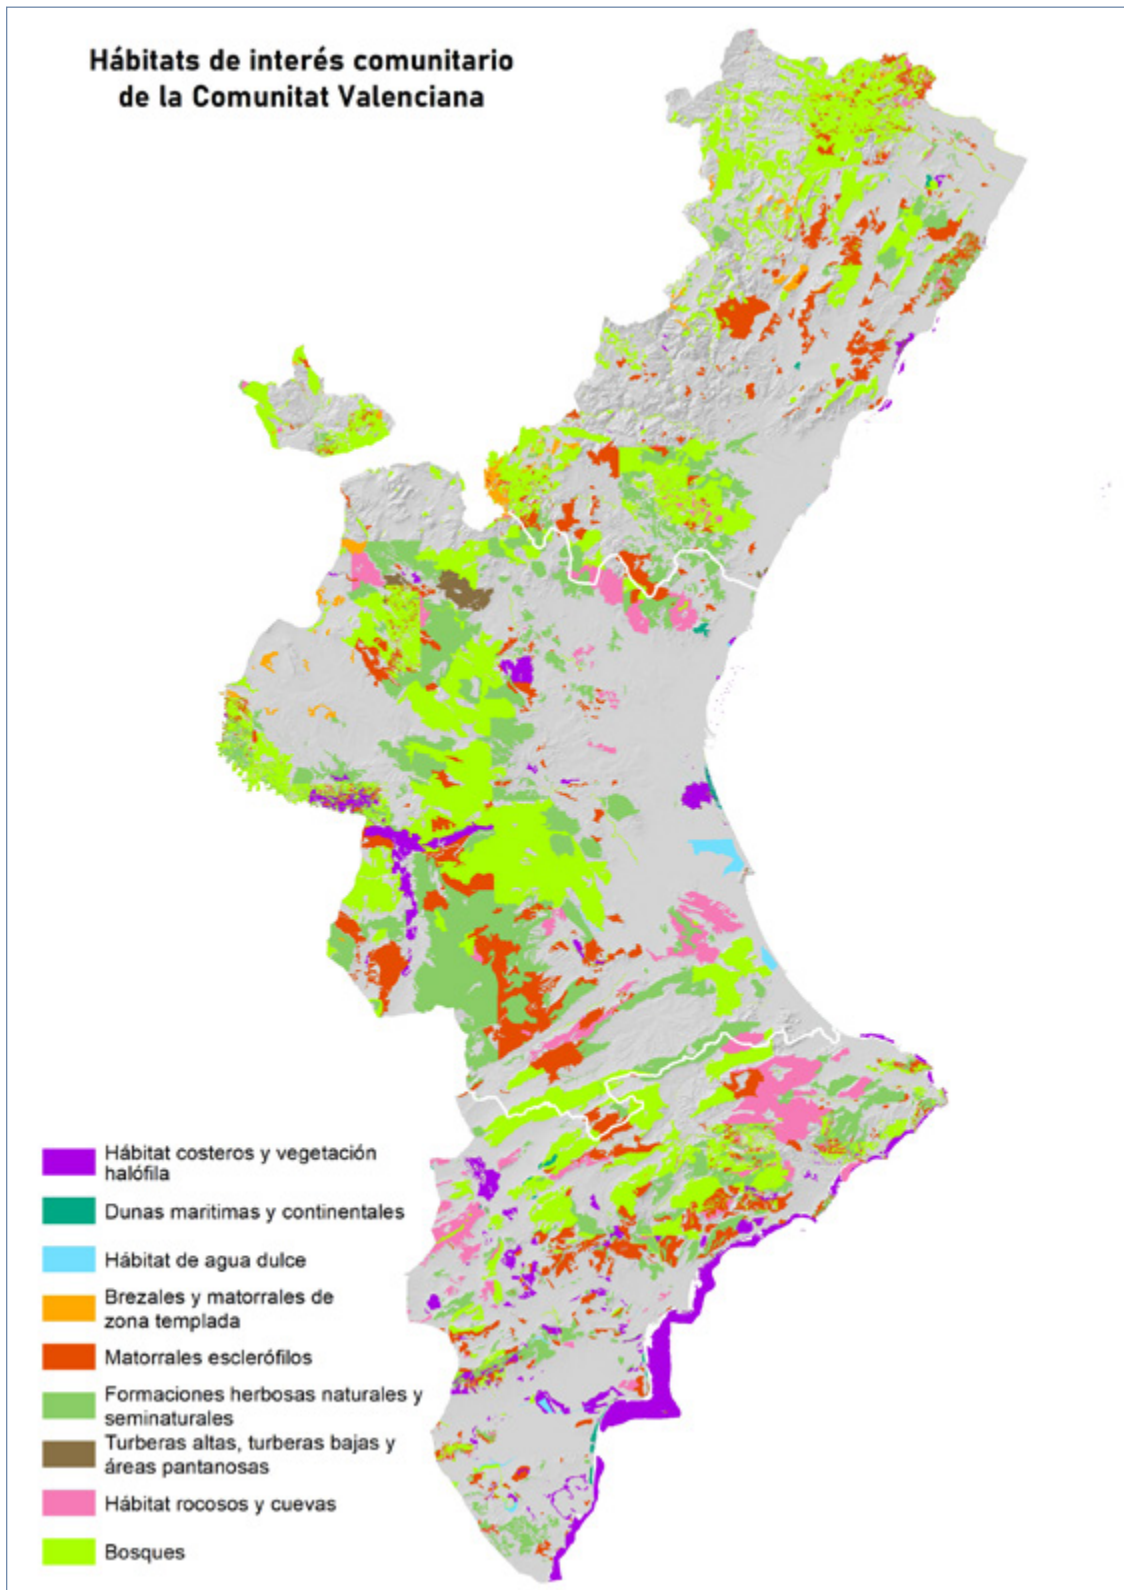 Hábitats de interés comunitario
de la Comunitat Valenciana
Hábitat costeros y vegetación
halófila
Dunas maritimas y continentales
Hábitat de agua dulce
Brezales y matorrales de
zona templada
Matorrales esclerófilos
Formaciones herbosas naturales y
seminaturales
Turberas altas, turberas bajas y
áreas pantanosas
Hábitat rocosos y cuevas
Bosques